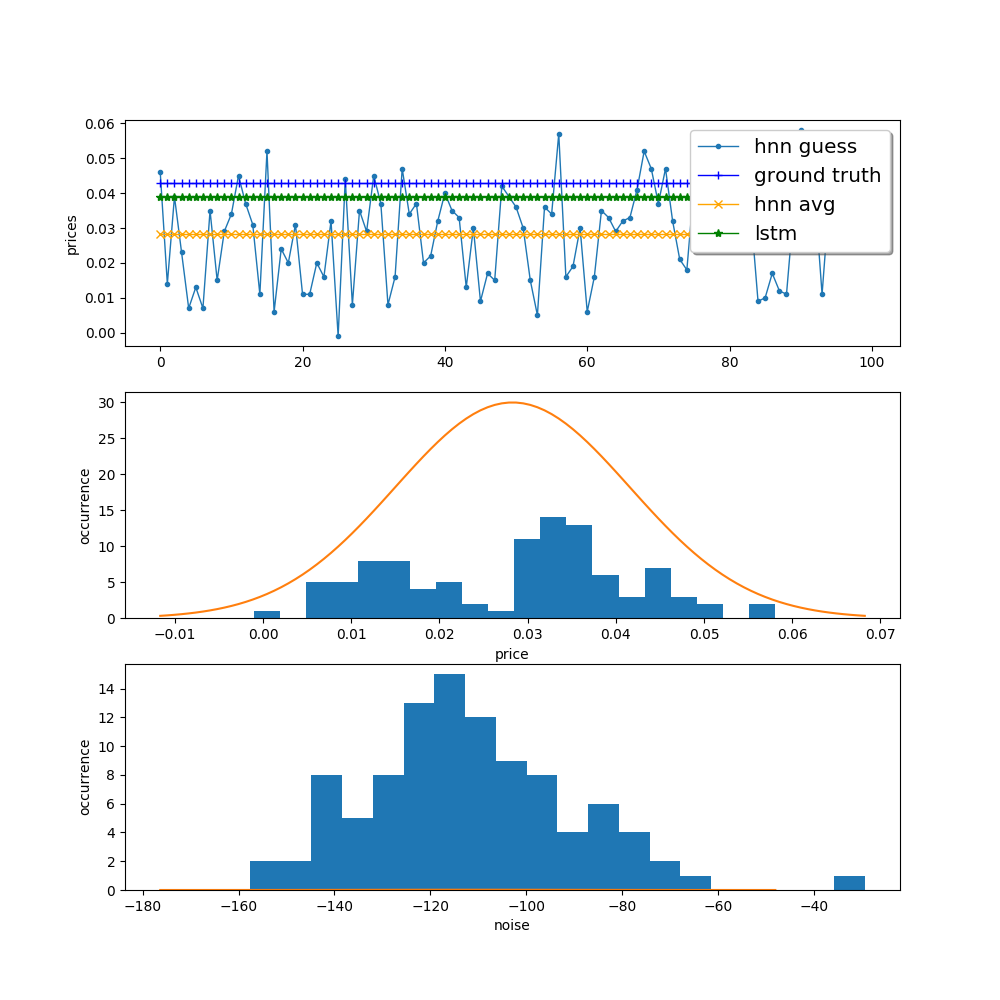 0.06
0.05
0.04
0.03
0.02
0.01
0.00
prices
hnn guess
ground truth
hnn avg
lstm
0 20 40 60 80 100
30
25
20
15
10
5
0
occurrence
−0.01 0.00 0.01 0.02 0.03 0.04 0.05 0.06 0.07
price
14
12
10
8
6
4
2
0
occurrence
−180 −160 −140 −120 −100 −80 −60 −40
noise